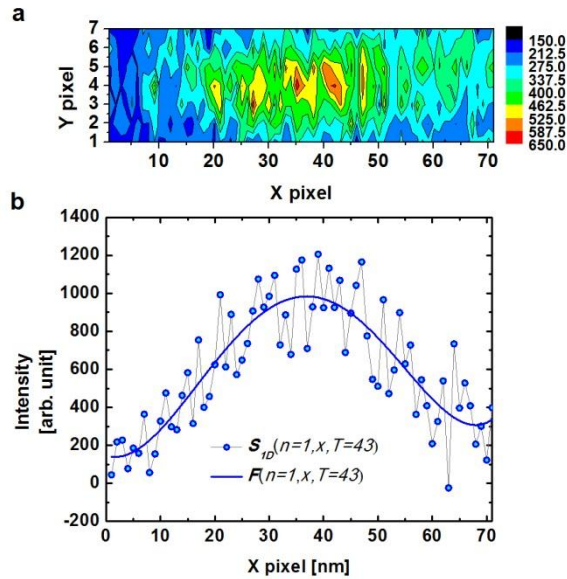 a
7
6
5
4
3
2
1
Y pixel
10 20 30 40 50 60 70
X pixel
150.0
212.5
275.0
337.5
400.0
462.5
525.0
587.5
650.0
b
1400
1200
1000
800
600
400
200
0
-200
Intensity
[arb. unit]
S1D(n=1,x,T=43)
F(n=1,x,T=43)
0 10 20 30 40 50 60 70
X pixel [nm]